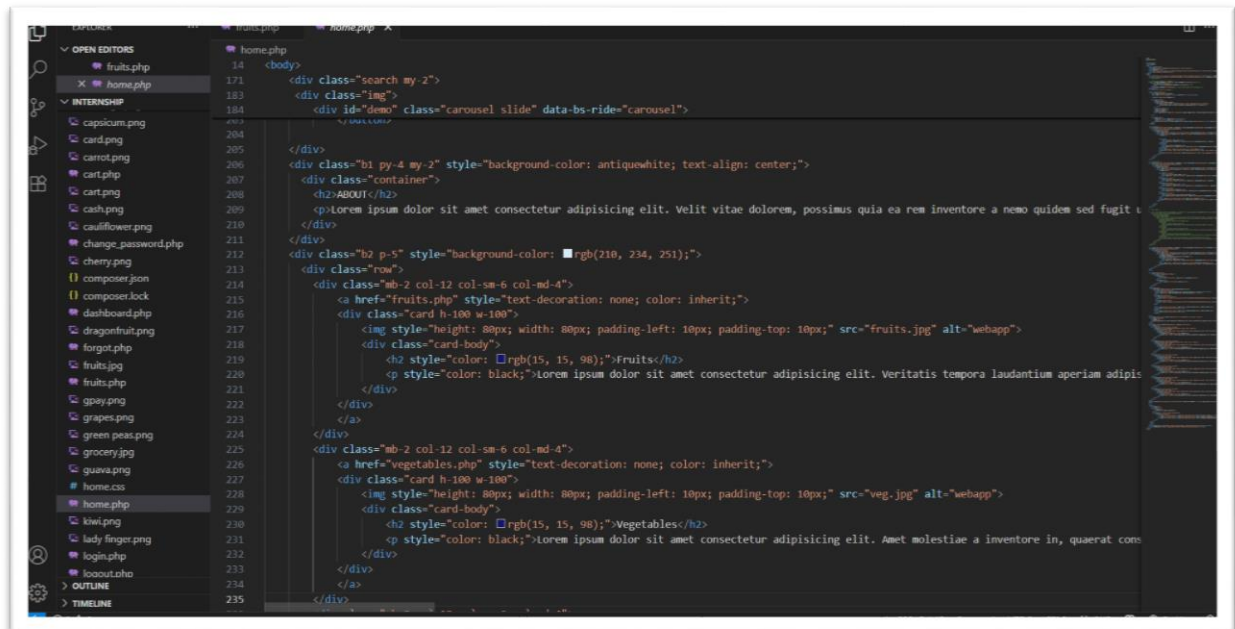 EXPLORER
fruits.php
home.php
OPEN EDITORS
fruits.php
home.php
INTERNSHIP
capsicum.png
card.png
carrot.png
cart.php
cart.png
cash.png
cauliflower.png
change_password.php
cherry.png
composer.json
composer.lock
dashboard.php
dragonfruit.png
forgot.php
fruits.jpg
fruits.php
gpay.png
grapes.png
green peas.png
grocery.jpg
guava.png
home.css
home.php
kiwi.png
lady finger.png
login.php
logout.php
OUTLINE
TIMELINE
home.php
14 <body>
171 <div class="search my-2">
183 <div class="img">
184 <div id="demo" class="carousel slide" data-bs-ride="carousel">
203 </button>
204
205 </div>
206 <div class="b1 py-4 my-2" style="background-color: antiquewhite; text-align: center;">
207 <div class="container">
208 <h2>ABOUT</h2>
209 <p>Lorem ipsum dolor sit amet consectetur adipisicing elit. Velit vitae dolorem, possimus quia ea rem inventore a nemo quidem sed fugit u
210 </div>
211 </div>
212 <div class="b2 p-5" style="background-color: rgb(210, 234, 251);">
213 <div class="row">
214 <div class="mb-2 col-12 col-sm-6 col-md-4">
215 <a href="fruits.php" style="text-decoration: none; color: inherit;">
216 <div class="card h-100 w-100">
217 <img style="height: 80px; width: 80px; padding-left: 10px; padding-top: 10px;" src="fruits.jpg" alt="webapp">
218 <div class="card-body">
219 <h2 style="color: rgb(15, 15, 98);">Fruits</h2>
220 <p style="color: black;">Lorem ipsum dolor sit amet consectetur adipisicing elit. Veritatis tempora laudantium aperiam adipis
221 </div>
222 </div>
223 </a>
224 </div>
225 <div class="mb-2 col-12 col-sm-6 col-md-4">
226 <a href="vegetables.php" style="text-decoration: none; color: inherit;">
227 <div class="card h-100 w-100">
228 <img style="height: 80px; width: 80px; padding-left: 10px; padding-top: 10px;" src="veg.jpg" alt="webapp">
229 <div class="card-body">
230 <h2 style="color: rgb(15, 15, 98);">Vegetables</h2>
231 <p style="color: black;">Lorem ipsum dolor sit amet consectetur adipisicing elit. Amet molestiae a inventore in, quaerat cons
232 </div>
233 </div>
234 </a>
235 </div>